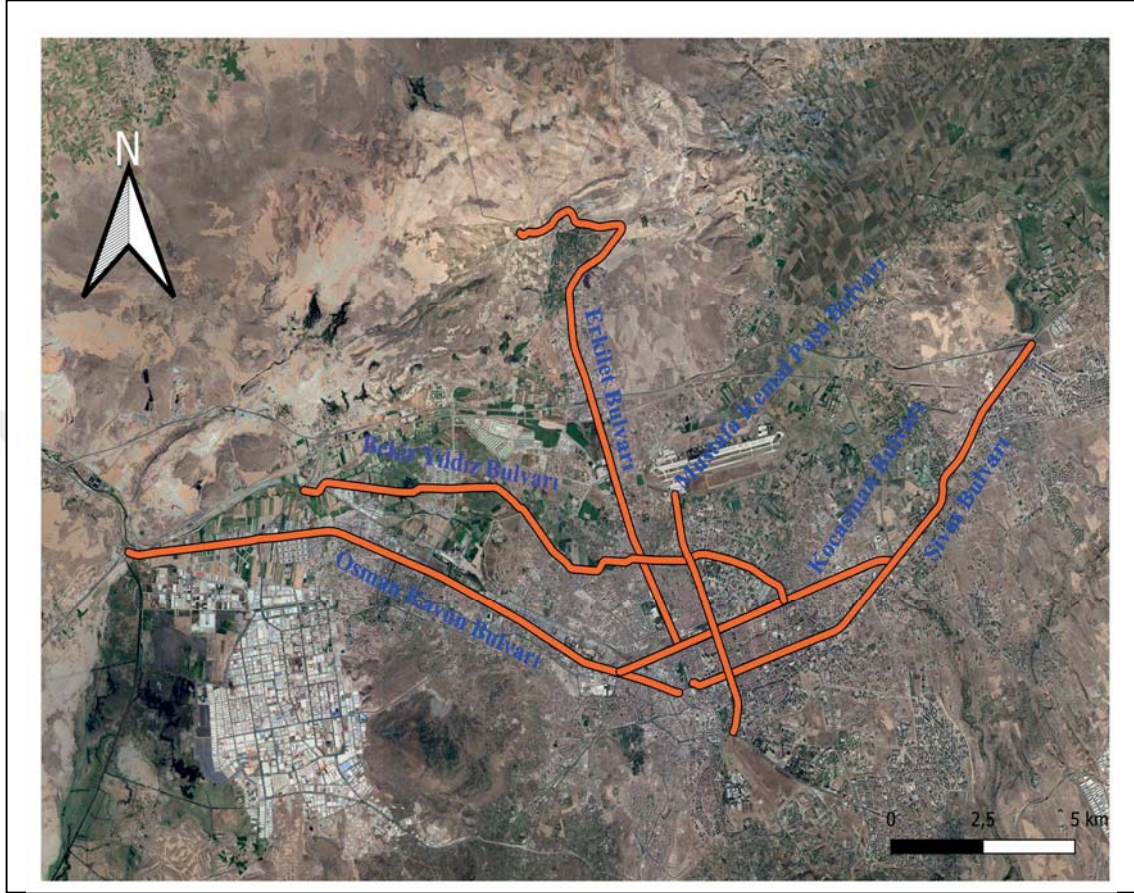 N
Mustafa Kemal Paşa Bulvarı
Erkilet Bulvarı
Bekir Yıldız Bulvarı
Kocasinan Bulvarı
Sivas Bulvarı
Osman Kavuncu Bulvarı
0 2,5 5 km